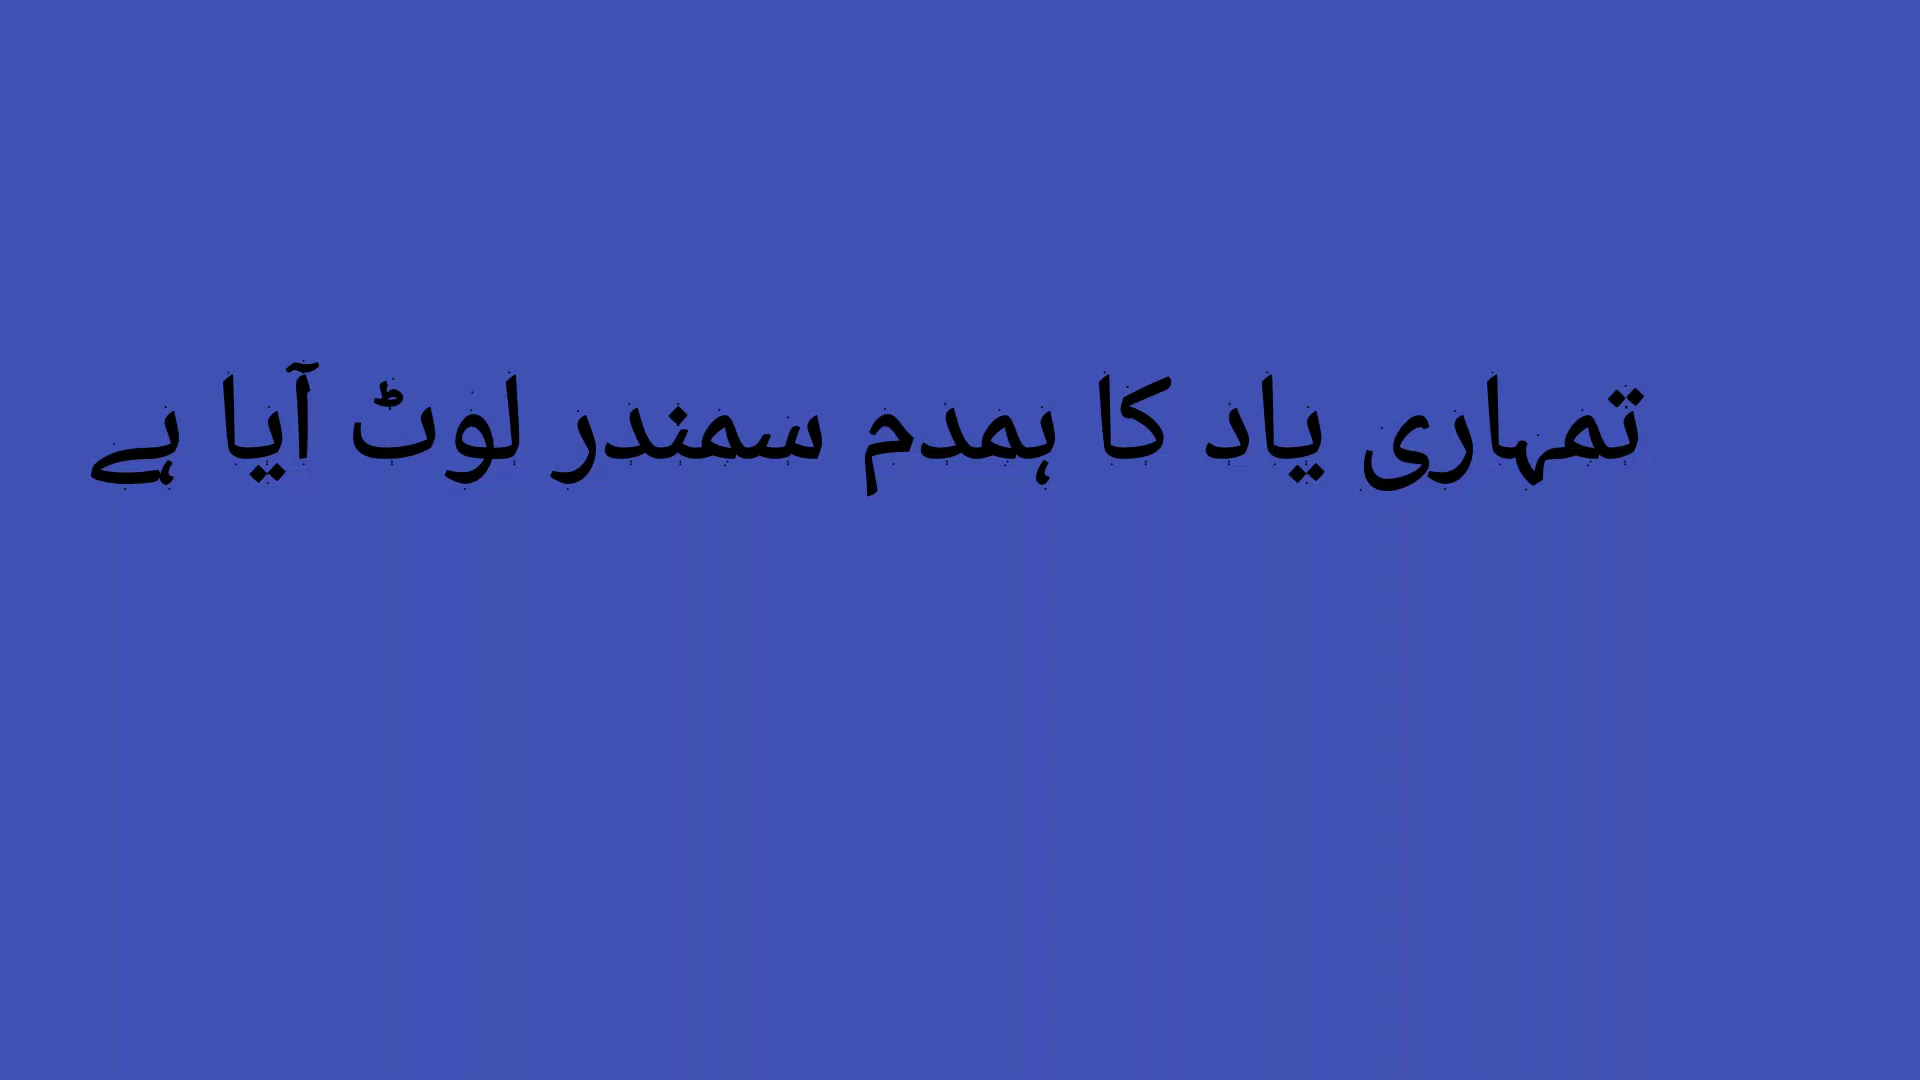 تمہاری یاد کا ہمدم سمندر لوٹ آیا ہے